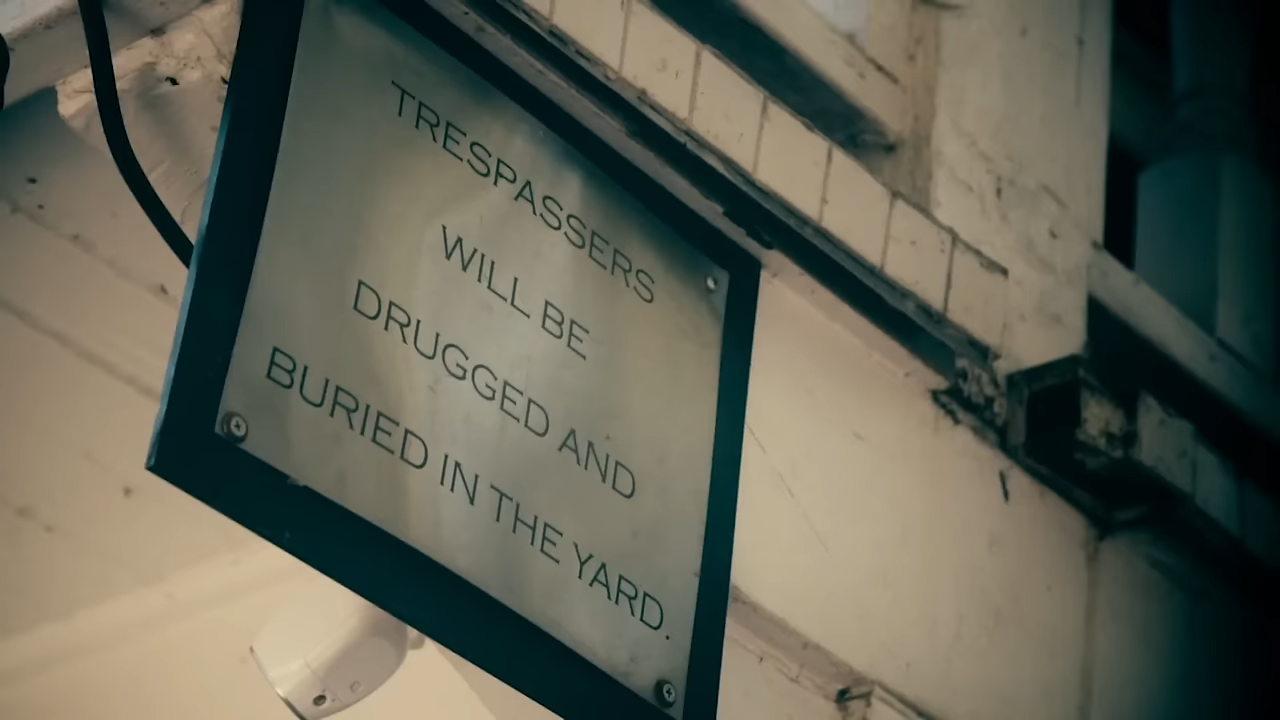 TRESPASSERS
WILL BE
DRUGGED AND
BURIED IN THE YARD.